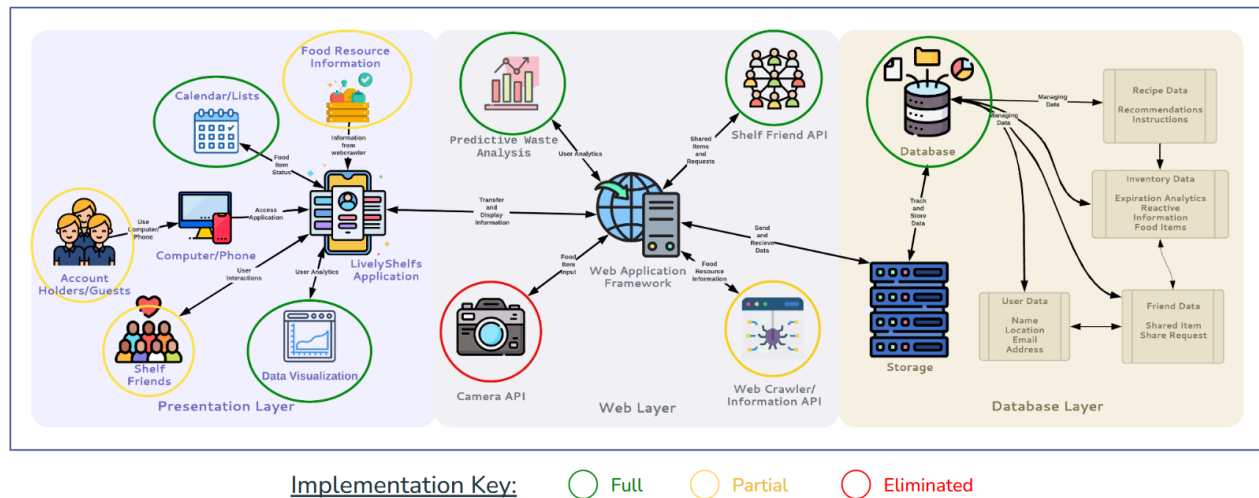 Food Resource
Information
Calendar/Lists
Information
from
webcrawler
Food
Item
Status
Use
Computer/
Phone
Access
Application
Computer/Phone
LivelyShelfs
Application
Account
Holders/Guests
User
Interactions
User Analytics
Shelf
Friends
Data Visualization
Presentation Layer
Predictive Waste
Analysis
User Analytics
Shared
Items
and
Requests
Shelf Friend API
Transfer
and
Display
Information
Food
Item
Input
Web Application
Framework
Food
Resource
Information
Send
and
Recieve
Data
Camera API
Web Crawler/
Information API
Web Layer
Database
Managing
Data
Managing
Data
Track
and
Store
Data
Storage
Recipe Data
Recommendations
Instructions
Inventory Data
Expiration Analytics
Reactive
Information
Food Items
User Data
Name
Location
Email
Address
Friend Data
Shared Item
Share Request
Database Layer
Implementation Key:
Full
Partial
Eliminated